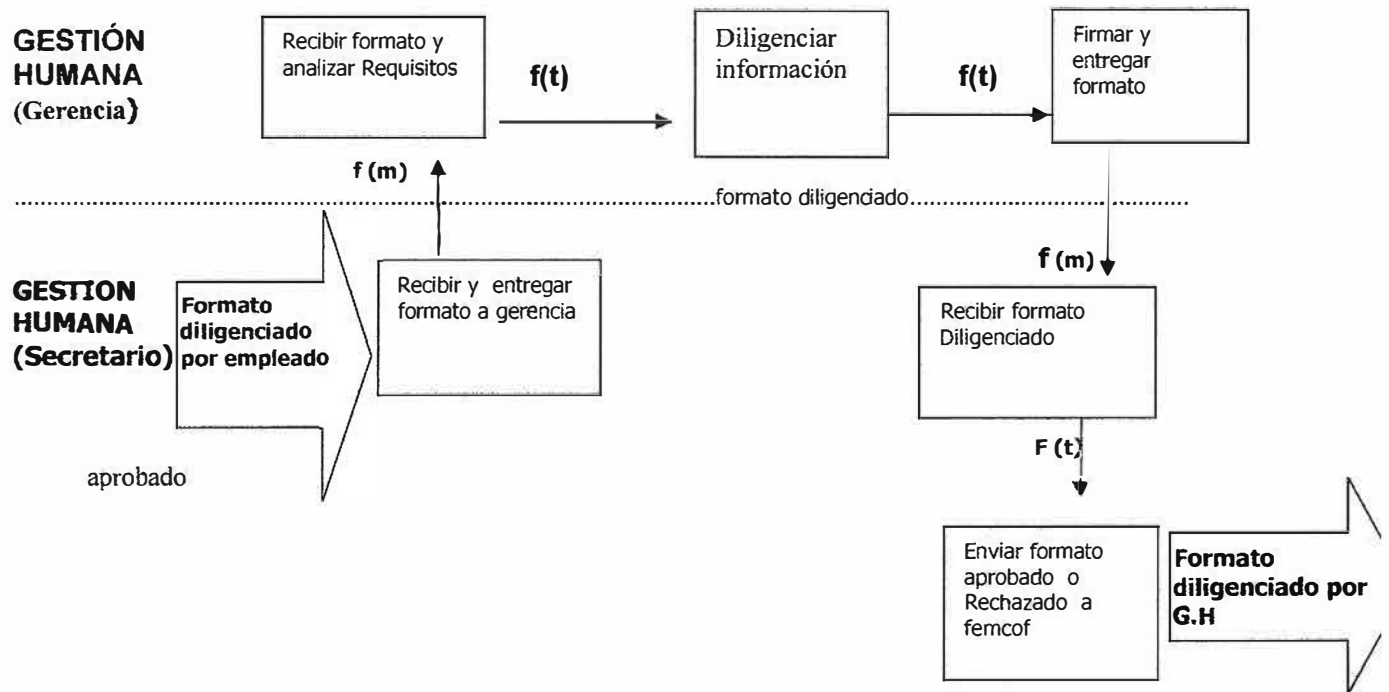 GESTIÓN
HUMANA
(Gerencia)
Recibir formato y
analizar Requisitos
f(t)
Diligenciar
información
f(t)
Firmar y
entregar
formato
f (m)
formato diligenciado
f (m)
GESTION
HUMANA
(Secretario)
Formato
diligenciado
por empleado
Recibir y entregar
formato a gerencia
Recibir formato
Diligenciado
F (t)
aprobado
Enviar formato
aprobado o
Rechazado a
femcof
Formato
diligenciado por
G.H